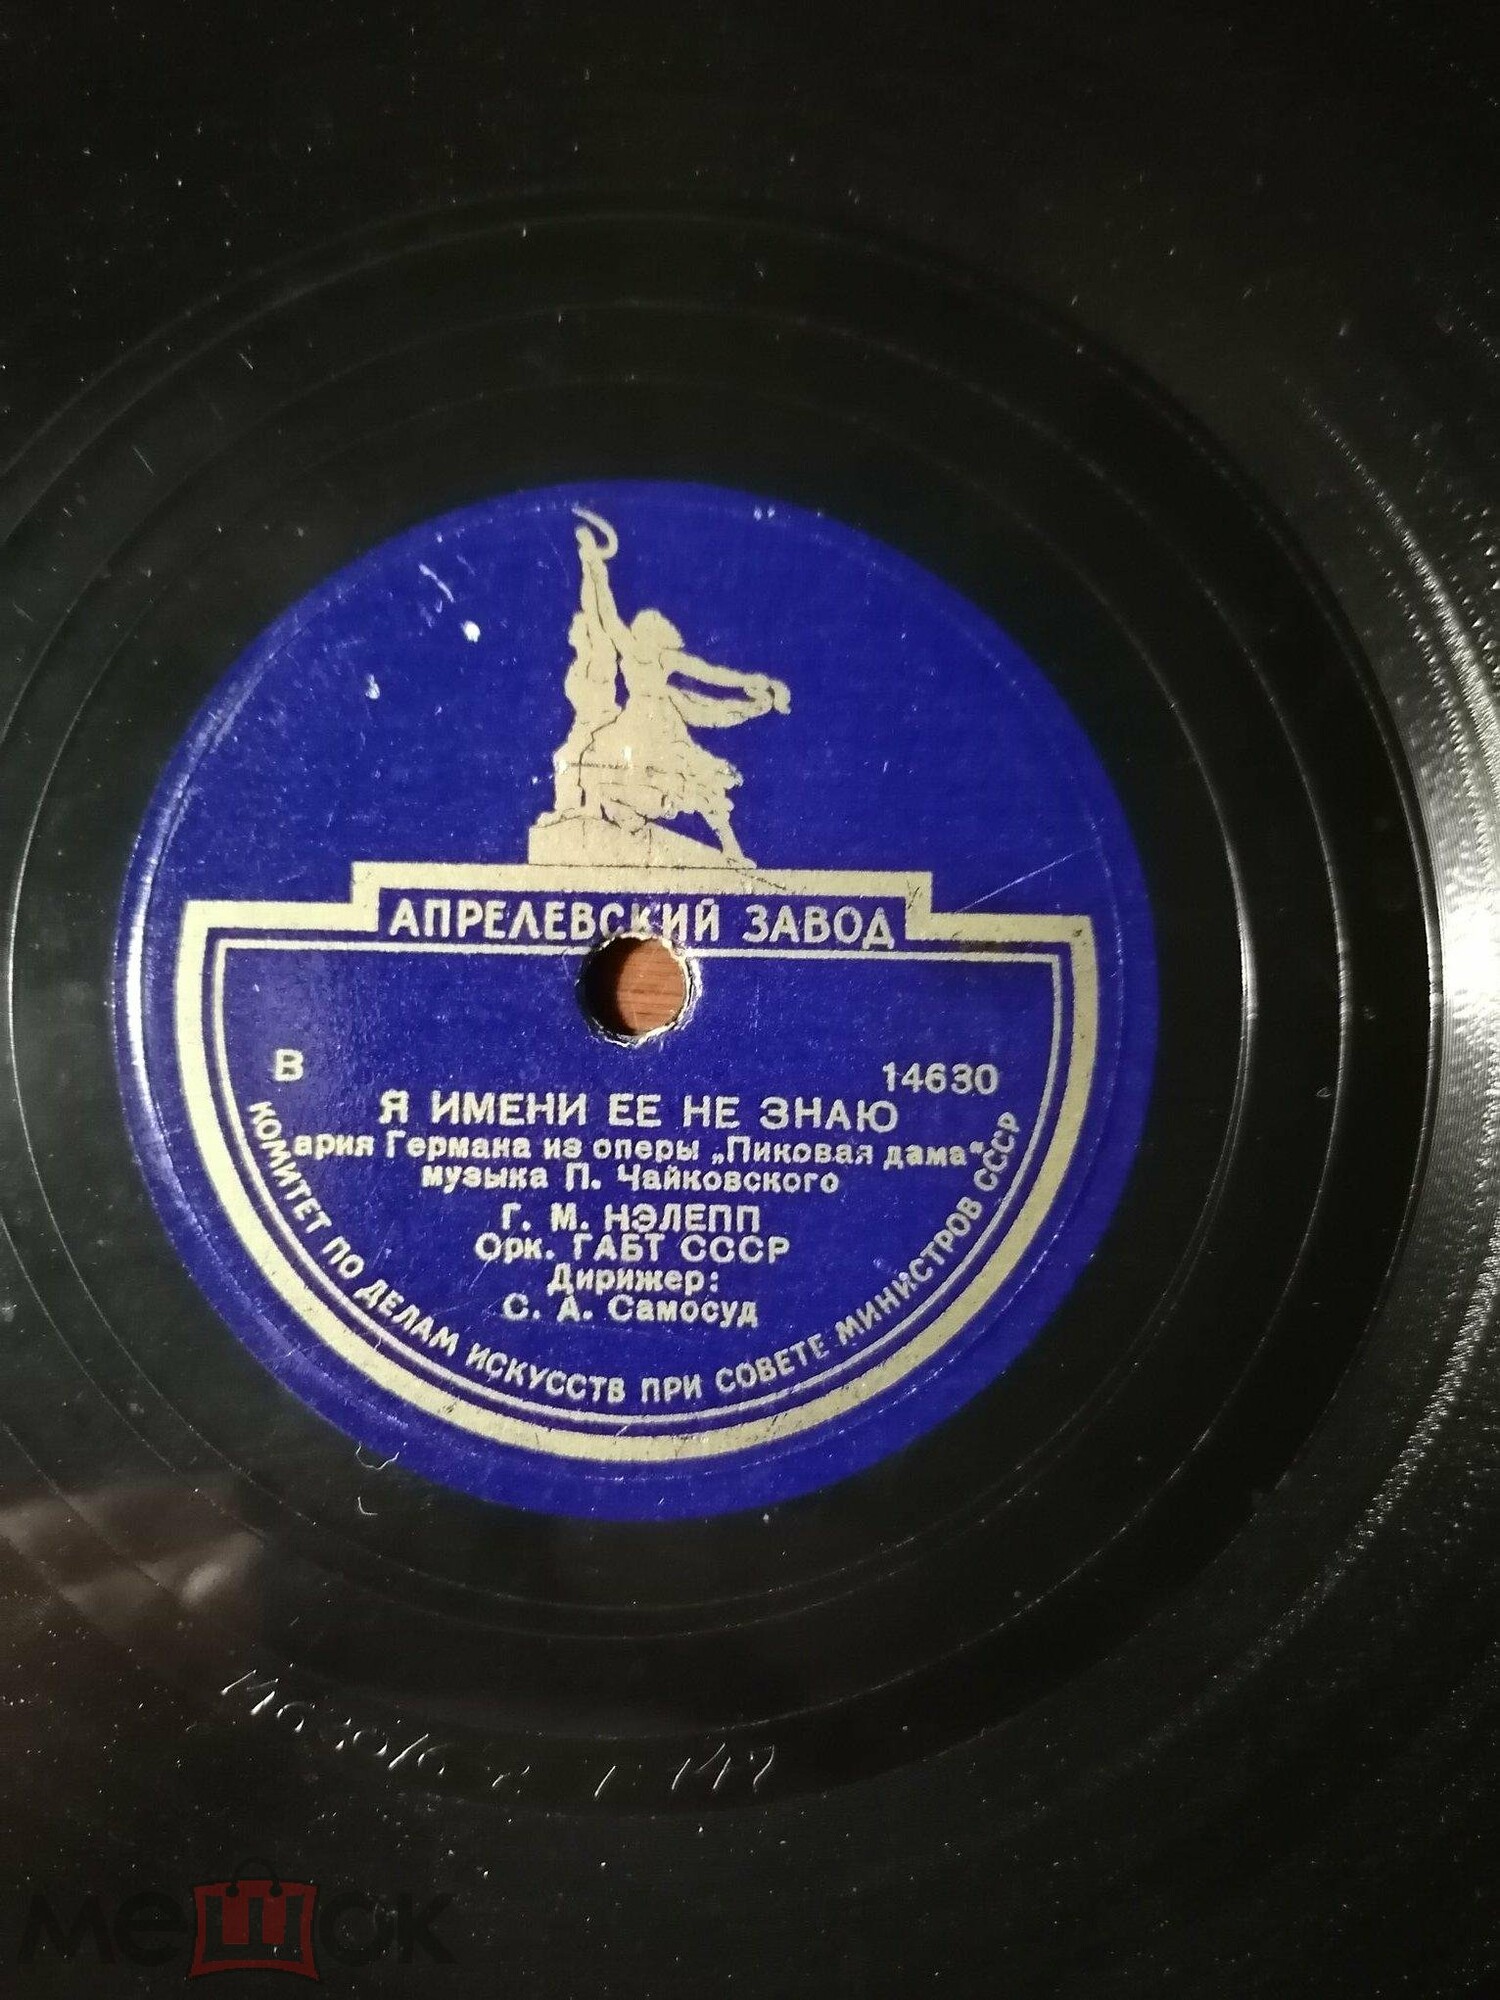 АПРЕЛЕВСКИЙ ЗАВОД
В 14630
Я ИМЕНИ ЕЕ НЕ ЗНАЮ
ария Германа из оперы „Пиковая дама“
музыка П. Чайковского
Г. М. НЭЛЕПП
Орк. ГАБТ СССР
Дирижер:
С. А. Самосуд
КОМИТЕТ ПО ДЕЛАМ ИСКУССТВ ПРИ СОВЕТЕ МИНИСТРОВ СССР
мешок